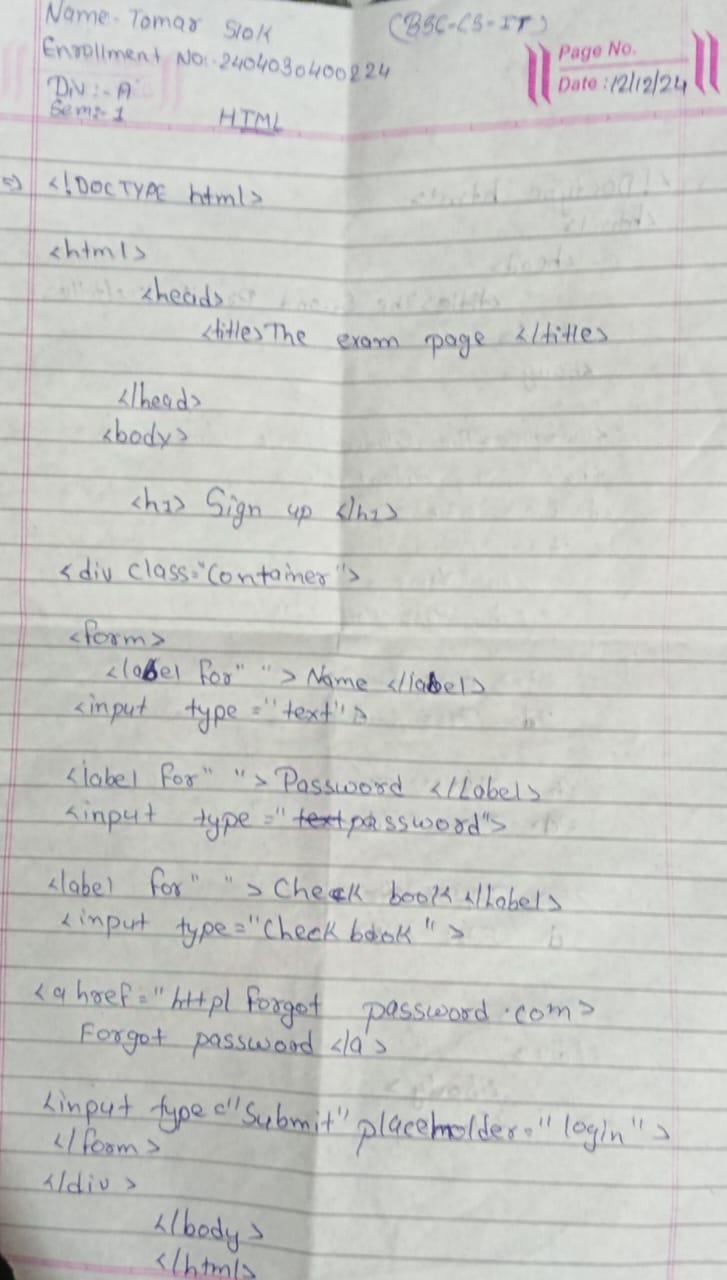 Name- Tomar Slok (BSC-CS-IT)
Enrollment No:- 2404030400224
Page No.
Div :- A
Date : 12/12/24
Sem:- 1
HTML
=> <!DOCTYPE html>
<html>
<head>
<title>The exam page </title>
</head>
<body>
<h1> Sign up </h1>
<div class="Container">
<form>
<label for" "> Name </label>
<input type ="text">
<label for" "> Password </Label>
<input type =" text password">
<label for" " > Check book </Label>
<input type="Check book" >
<a href="http/ forgot password.com>
Forgot password </a>
<input type="Submit" placeholder="login">
</form>
</div>
</body>
</html>